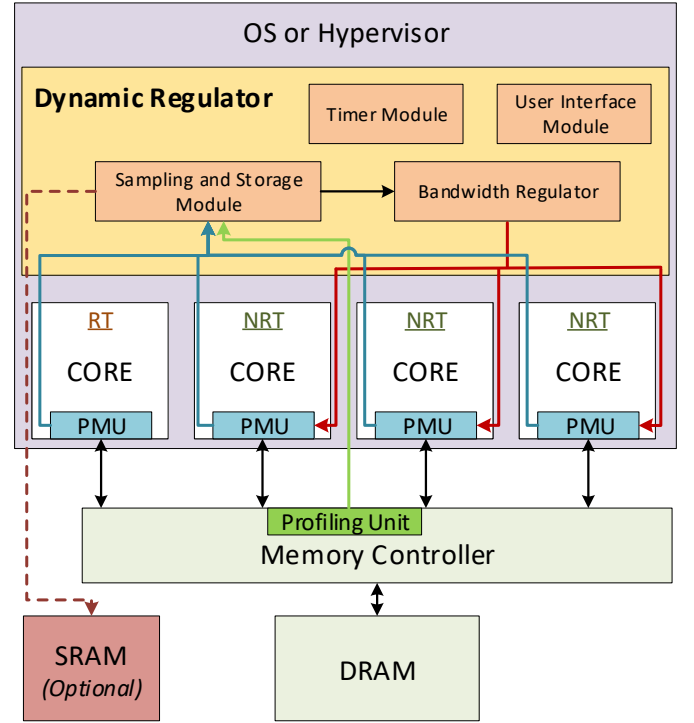 OS or Hypervisor
Dynamic Regulator
Timer Module
User Interface
Module
Sampling and Storage
Module
Bandwidth Regulator
RT
CORE
PMU
NRT
CORE
PMU
NRT
CORE
PMU
NRT
CORE
PMU
Profiling Unit
Memory Controller
SRAM
(Optional)
DRAM